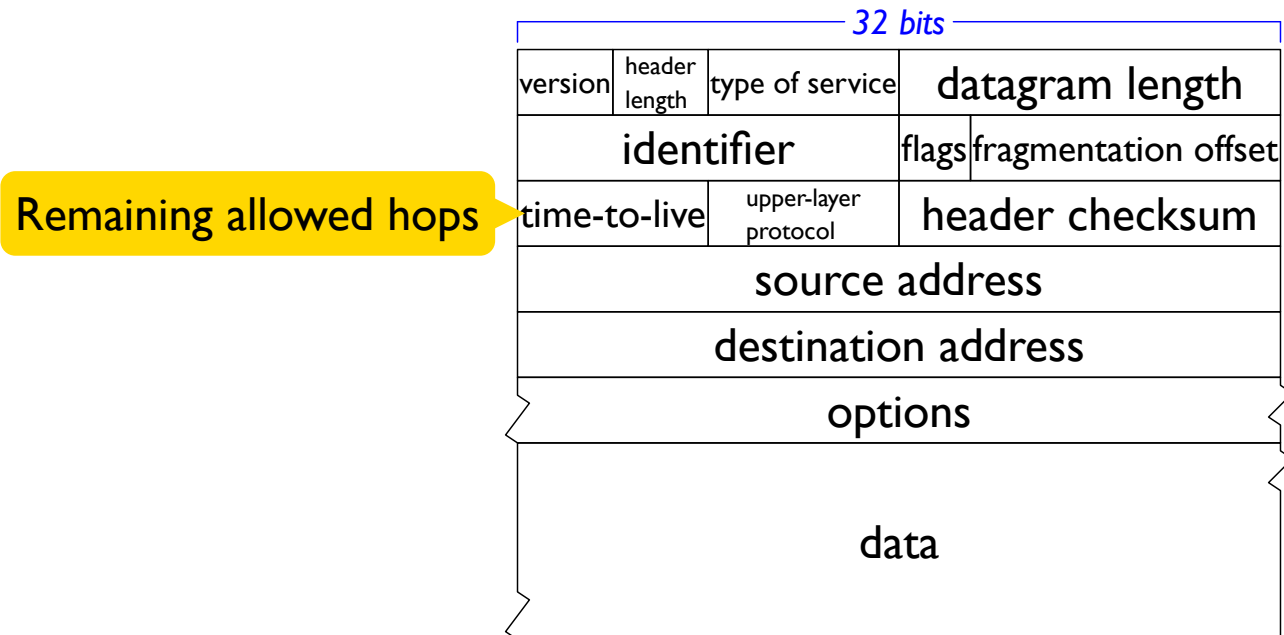 32 bits
version header length type of service datagram length
identifier flags fragmentation offset
Remaining allowed hops time-to-live upper-layer protocol header checksum
source address
destination address
options
data